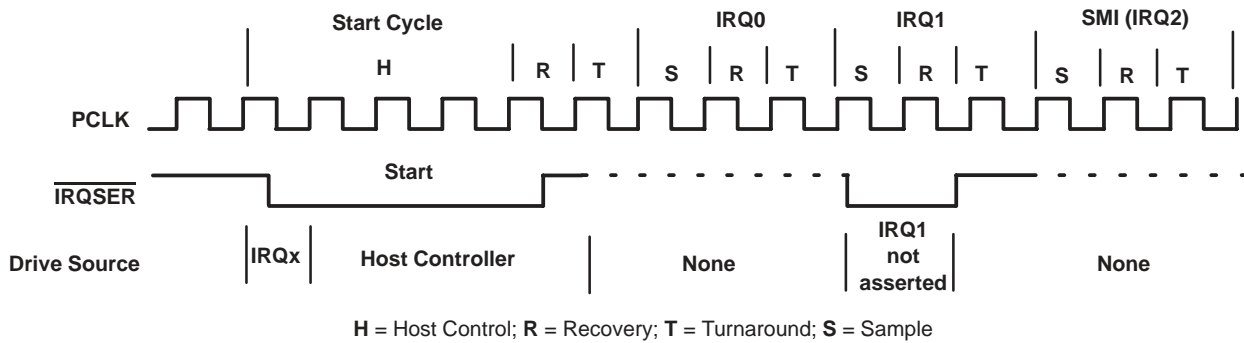 Start Cycle IRQ0 IRQ1 SMI (IRQ2)
H R T S R T S R T S R T
PCLK
Start
IRQSER
Drive Source IRQx Host Controller None IRQ1 not asserted None
H = Host Control; R = Recovery; T = Turnaround; S = Sample